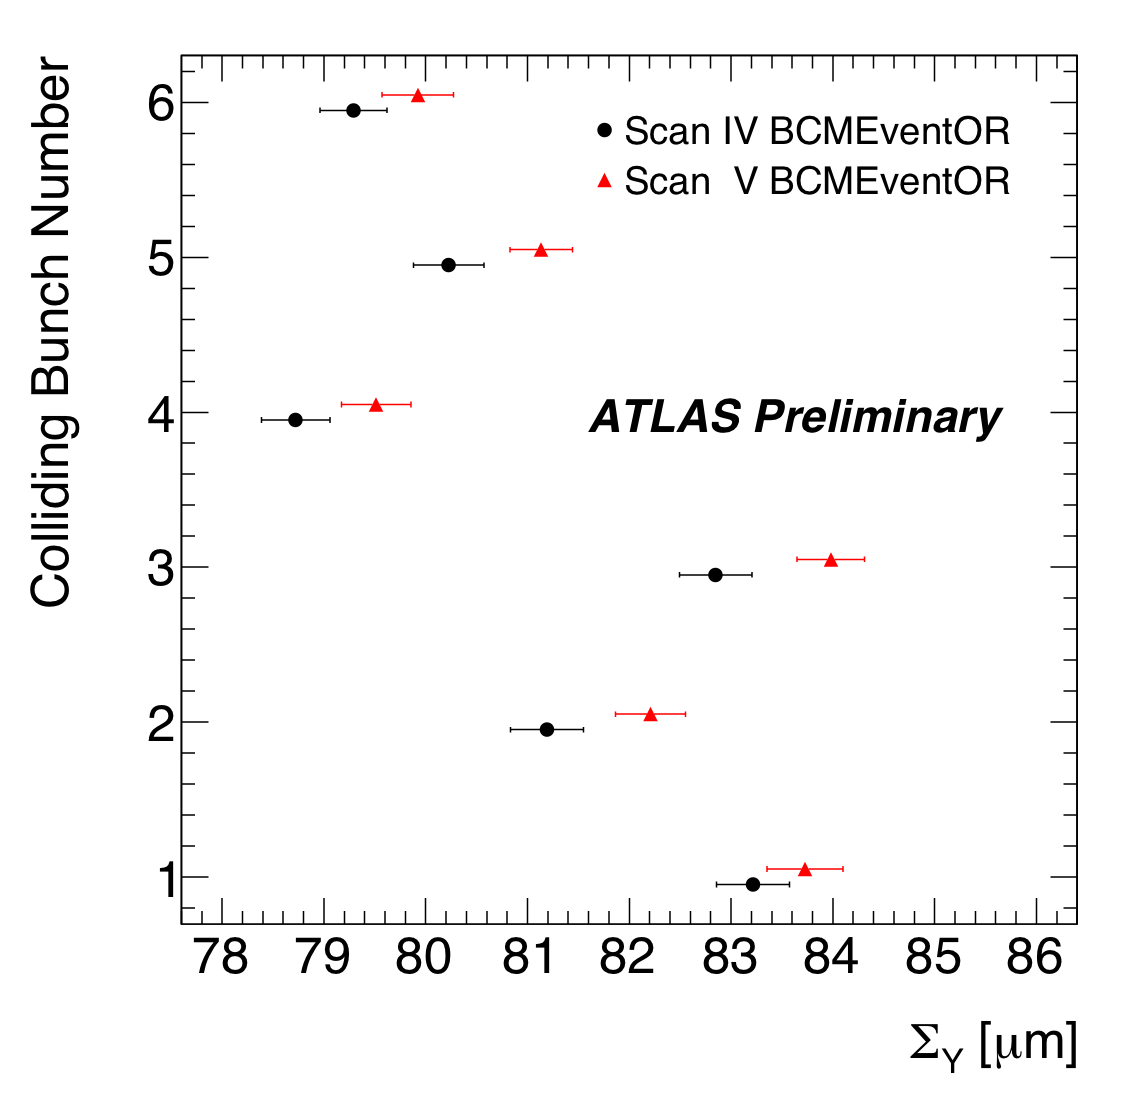 Colliding Bunch Number
6
Scan IV BCMEventOR
Scan V BCMEventOR
5
4
ATLAS Preliminary
3
2
1
78 79 80 81 82 83 84 85 86
Σ_Y [μm]